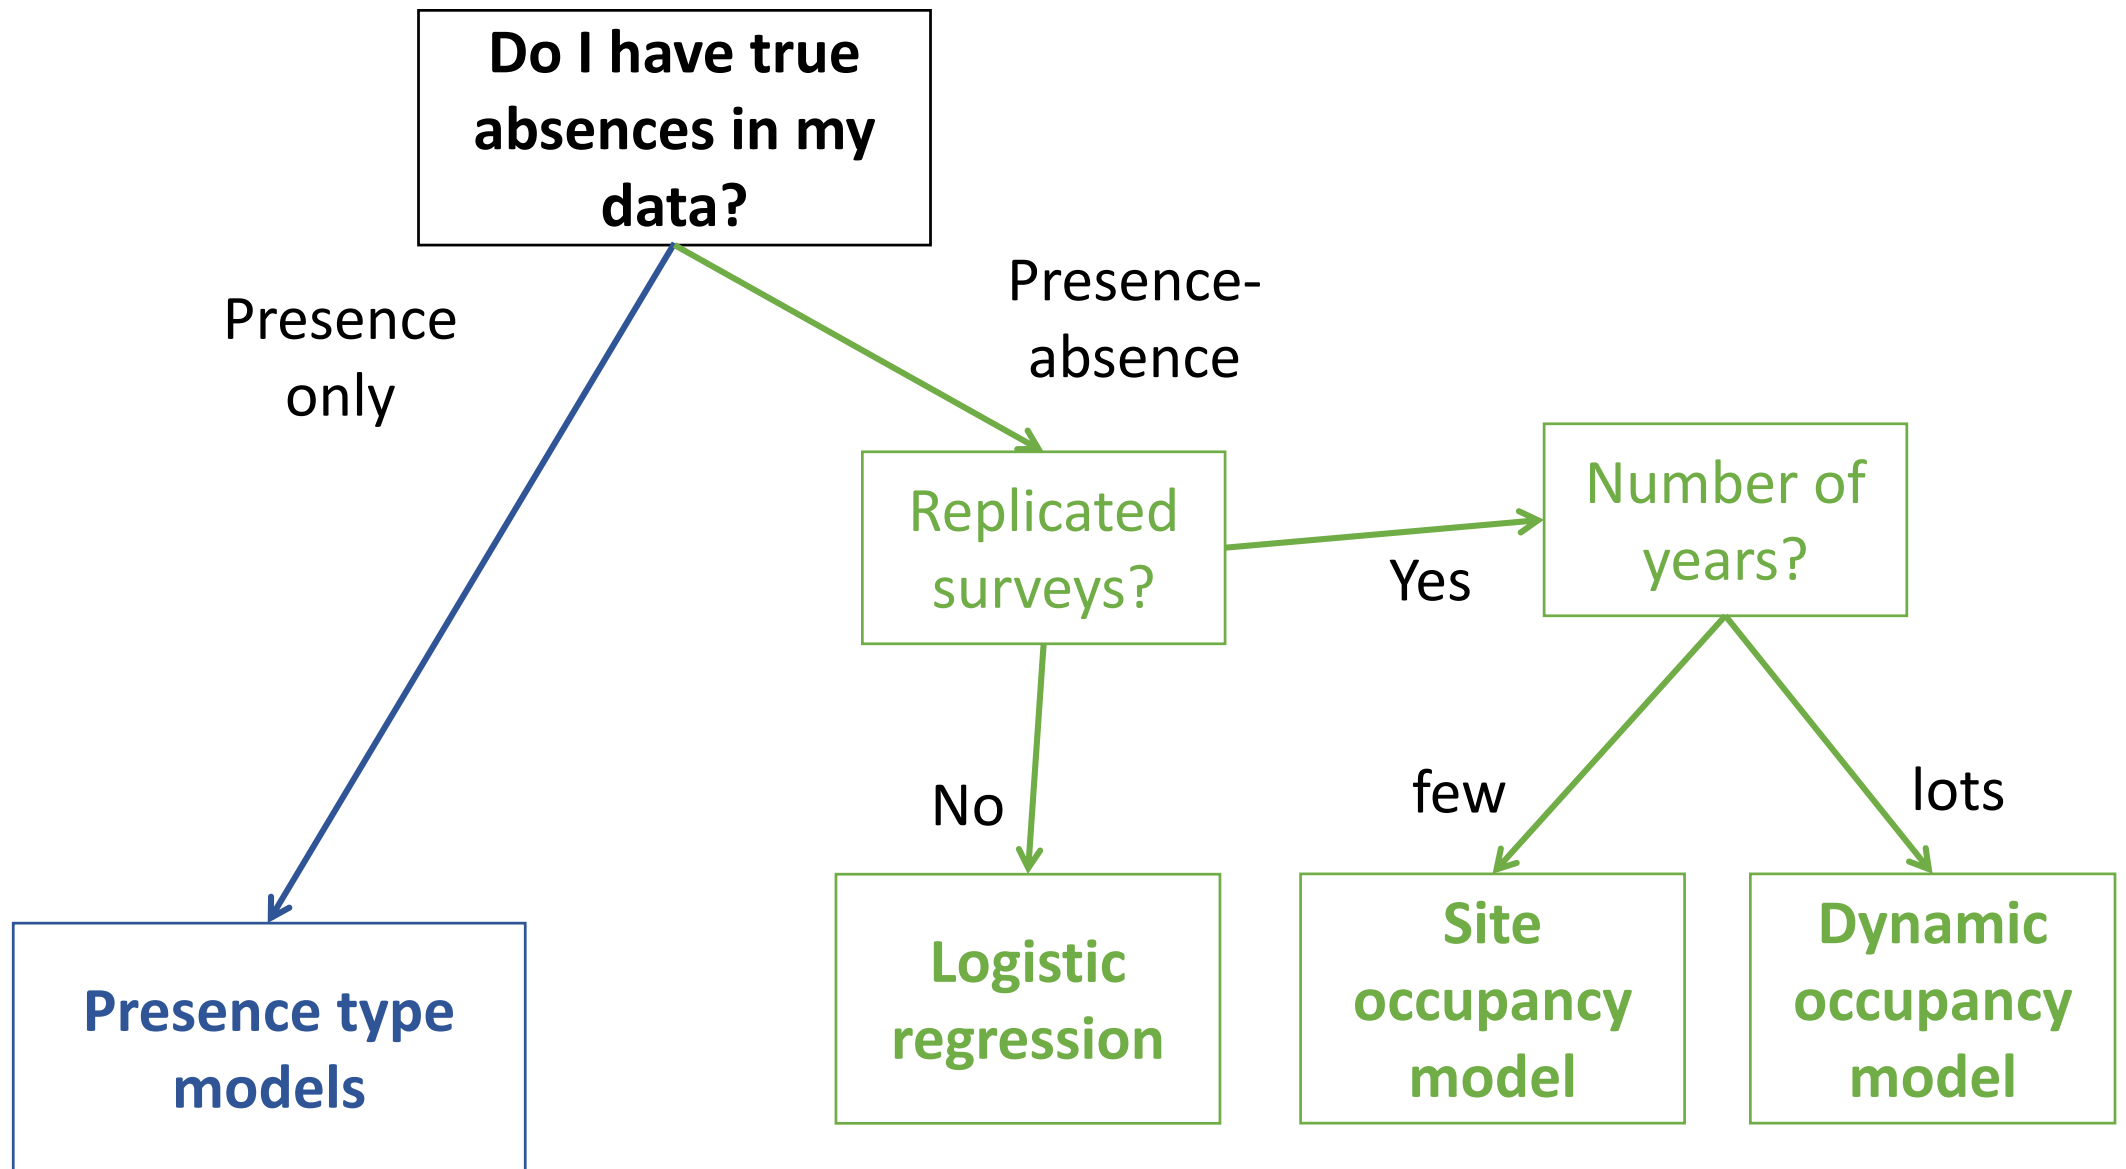 Do I have true
absences in my
data?
Presence
only
Presence-
absence
Replicated
surveys?
Yes
Number of
years?
No
few
lots
Presence type
models
Logistic
regression
Site
occupancy
model
Dynamic
occupancy
model